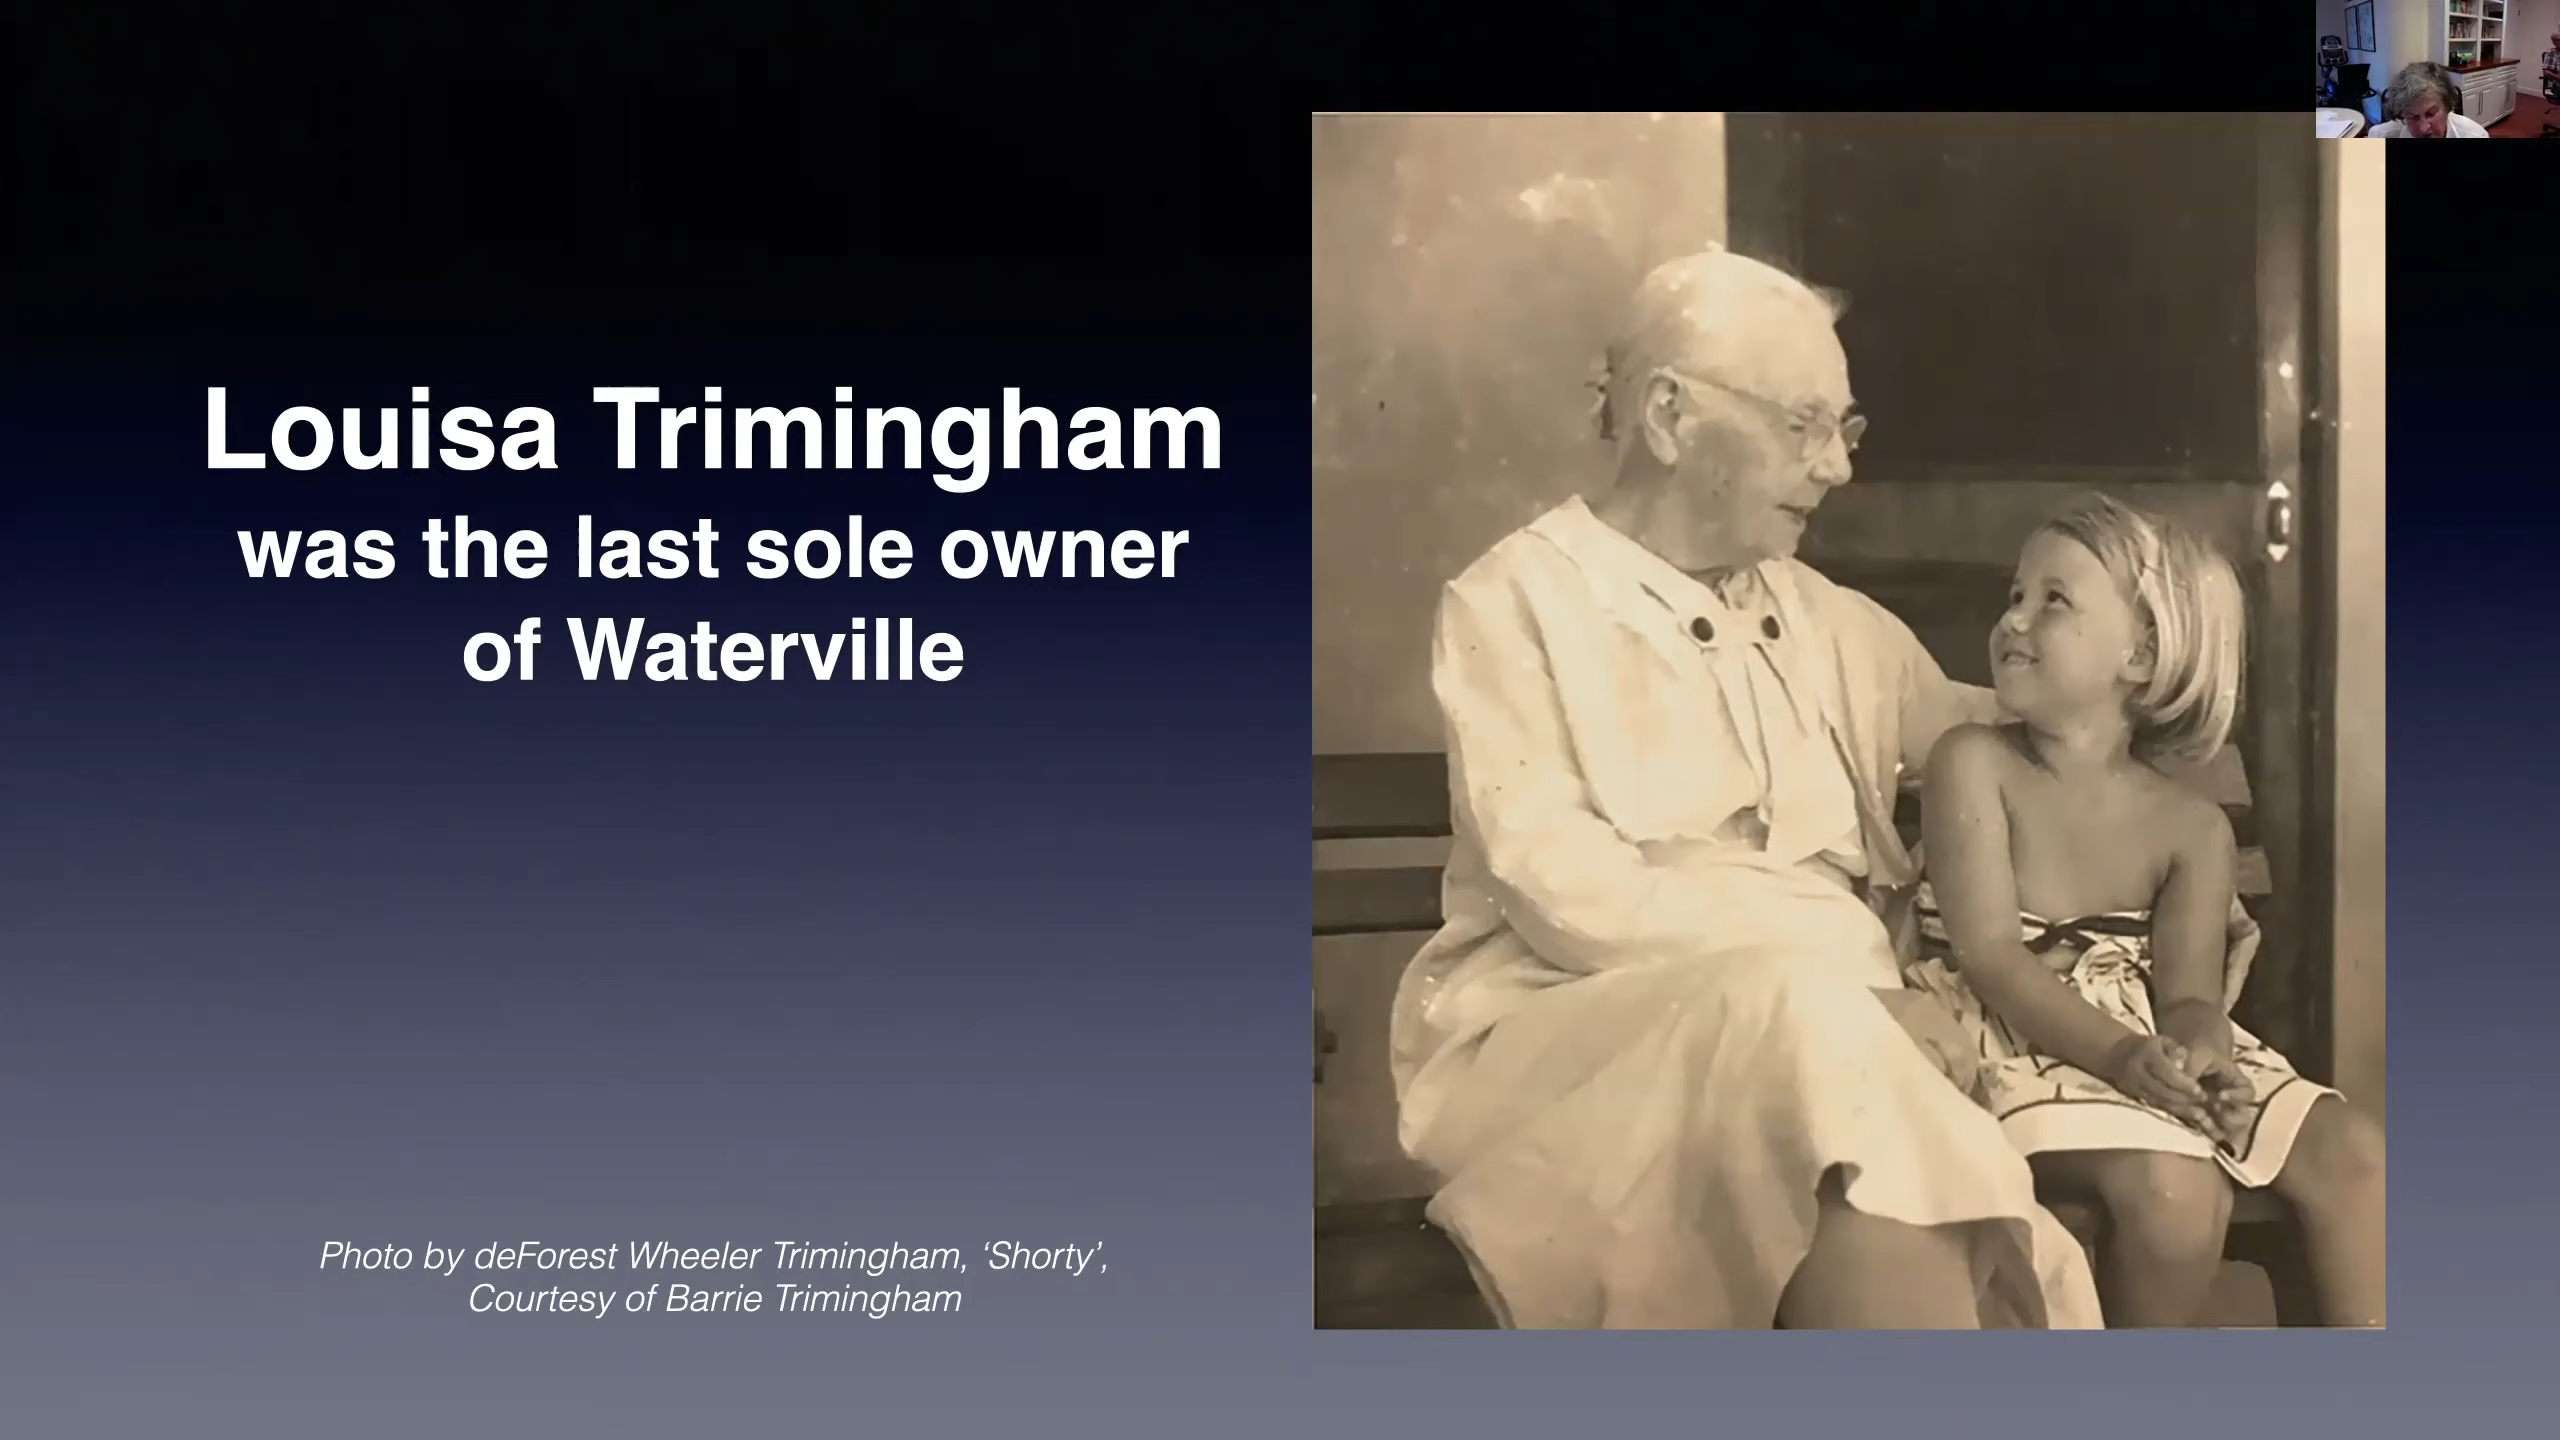 Louisa Trimingham
was the last sole owner
of Waterville
Photo by deForest Wheeler Trimingham, ‘Shorty’,
Courtesy of Barrie Trimingham